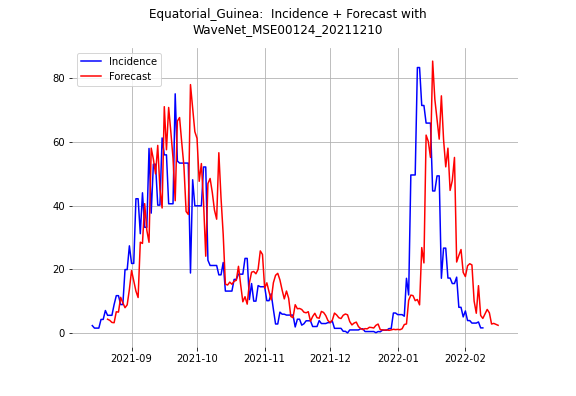 Equatorial_Guinea:  Incidence + Forecast with
WaveNet_MSE00124_20211210
Incidence
Forecast
80
60
40
20
0
2021-09
2021-10
2021-11
2021-12
2022-01
2022-02